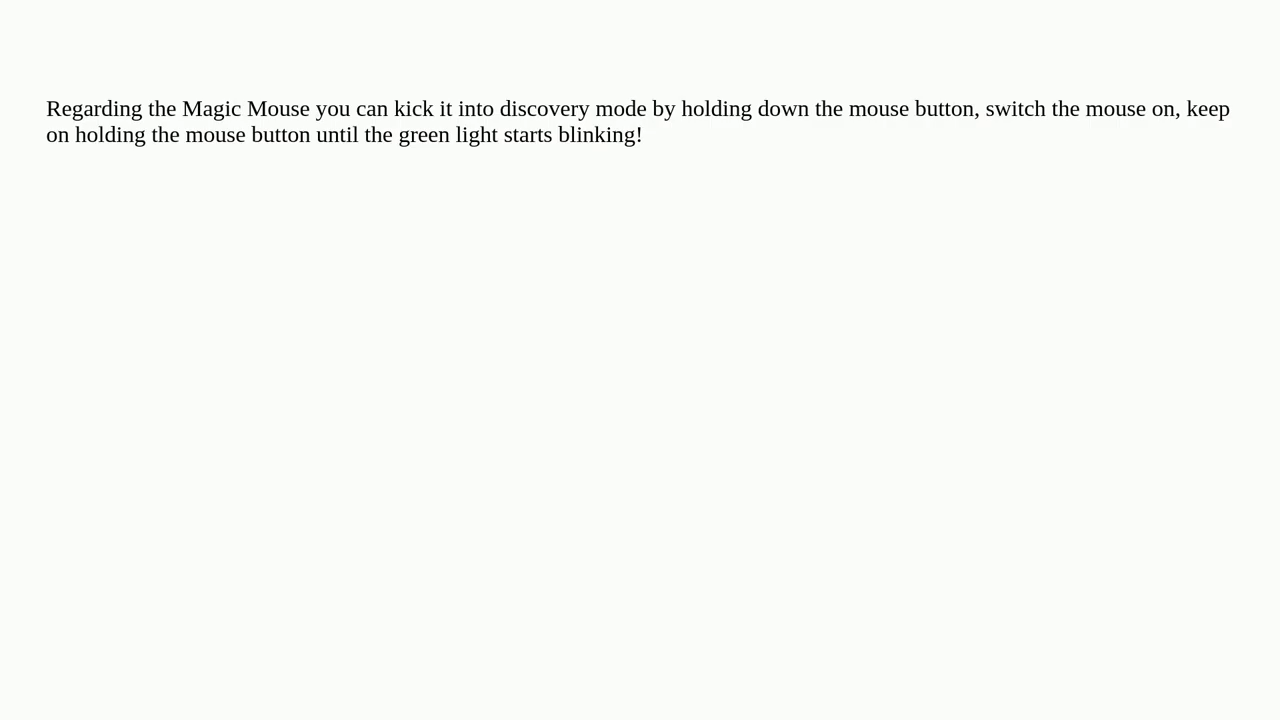 Regarding the Magic Mouse you can kick it into discovery mode by holding down the mouse button, switch the mouse on, keep
on holding the mouse button until the green light starts blinking!